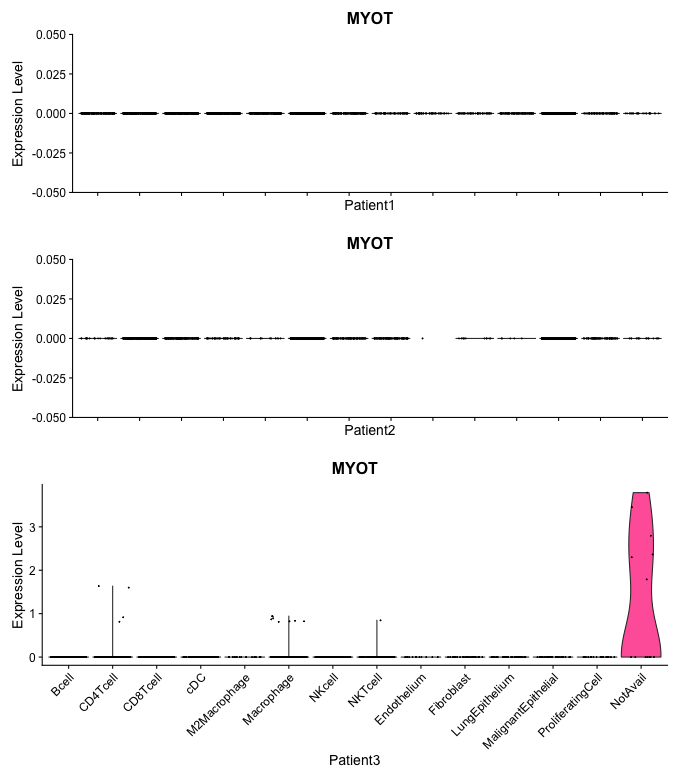 MYOT
Expression Level
0.050
0.025
0.000
-0.025
-0.050
Patient1
MYOT
Expression Level
0.050
0.025
0.000
-0.025
-0.050
Patient2
MYOT
Expression Level
3
2
1
0
Bcell
CD4Tcell
CD8Tcell
cDC
M2Macrophage
Macrophage
NKcell
NKTcell
Endothelium
Fibroblast
LungEpithelium
MalignantEpithelial
ProliferatingCell
NotAvail
Patient3